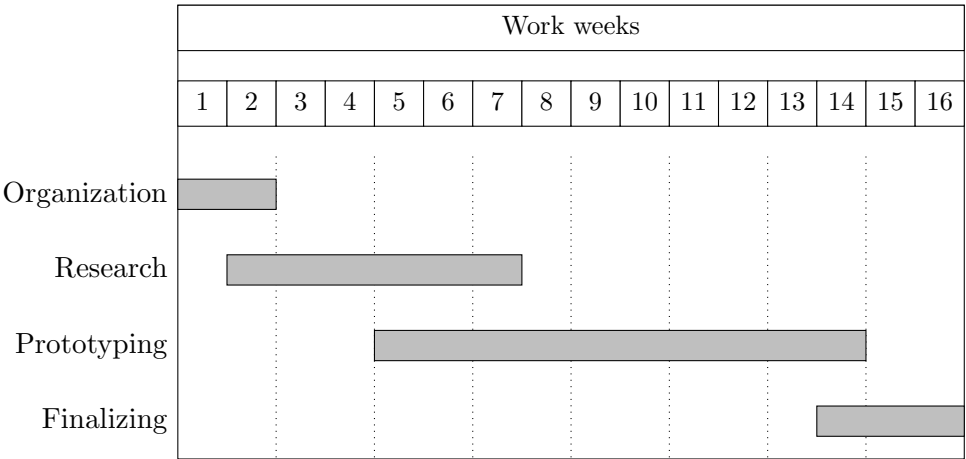 Work weeks
1 2 3 4 5 6 7 8 9 10 11 12 13 14 15 16
Organization
Research
Prototyping
Finalizing